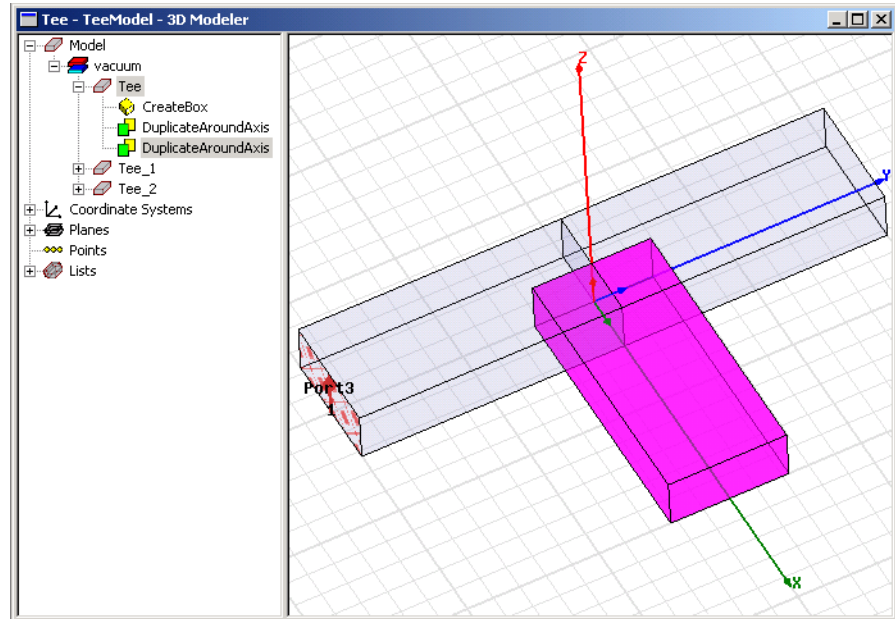 Tee - TeeModel - 3D Modeler
Model
vacuum
Tee
CreateBox
DuplicateAroundAxis
DuplicateAroundAxis
Tee_1
Tee_2
Coordinate Systems
Planes
Points
Lists
Z
Y
Port3
1
X